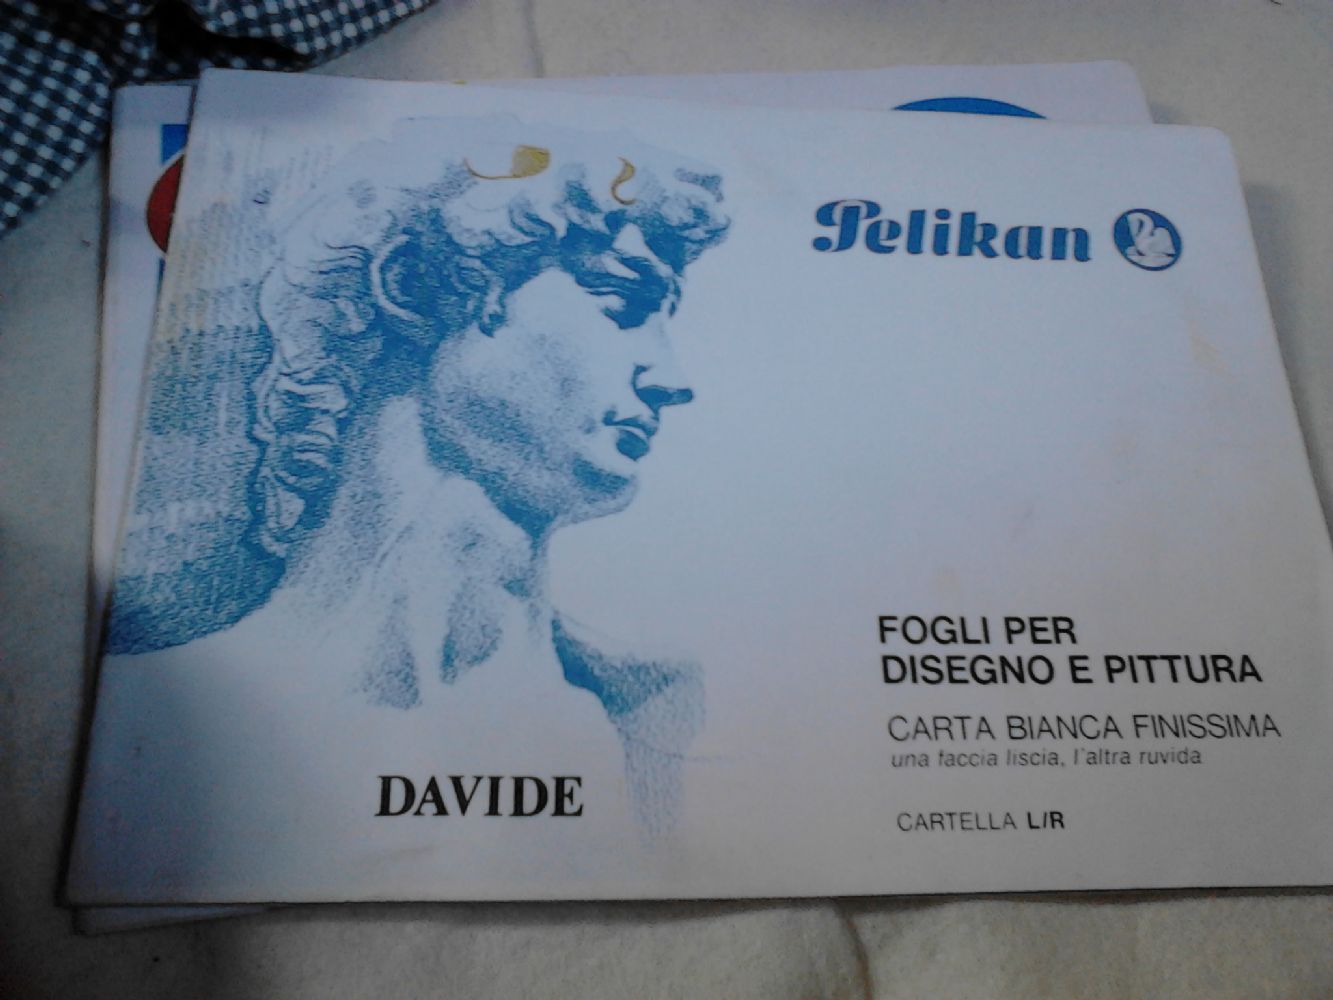 Pelikan
FOGLI PER
DISEGNO E PITTURA
CARTA BIANCA FINISSIMA
una faccia liscia, l'altra ruvida
CARTELLA L/R
DAVIDE